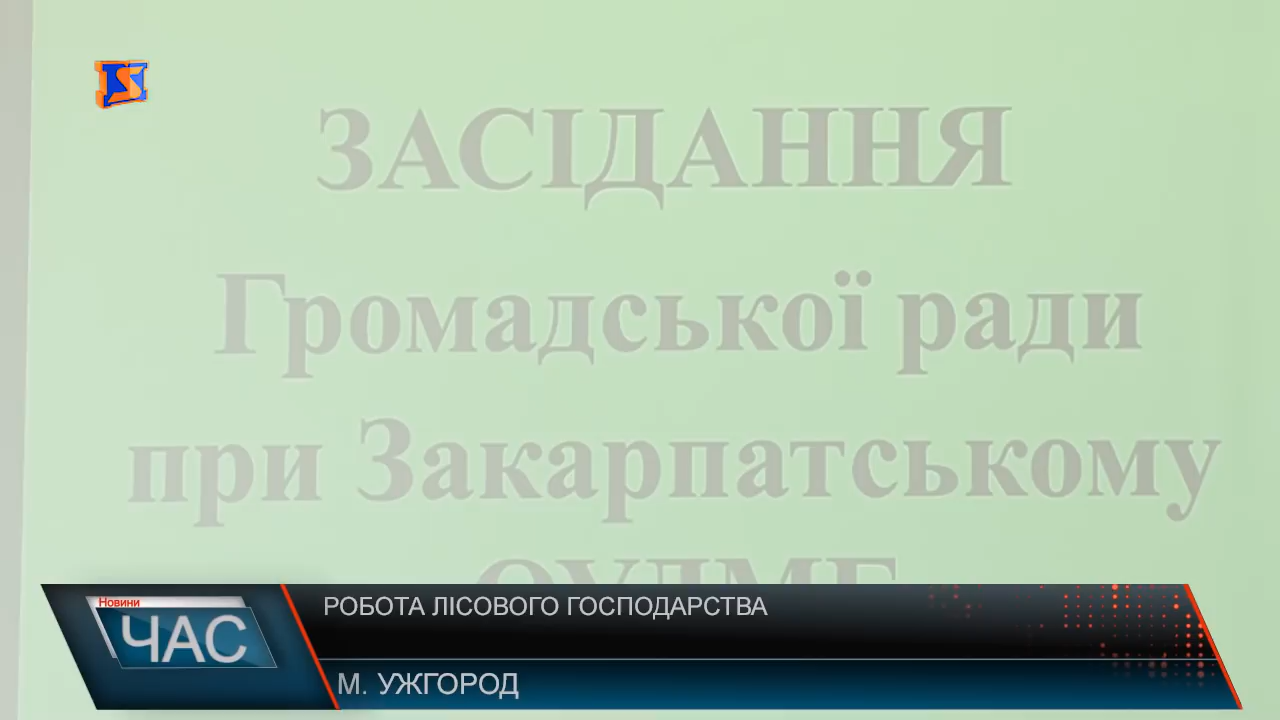 ЗАСІДАННЯ
Громадської ради
при Закарпатському
Новини
ЧАС
РОБОТА ЛІСОВОГО ГОСПОДАРСТВА
М. УЖГОРОД